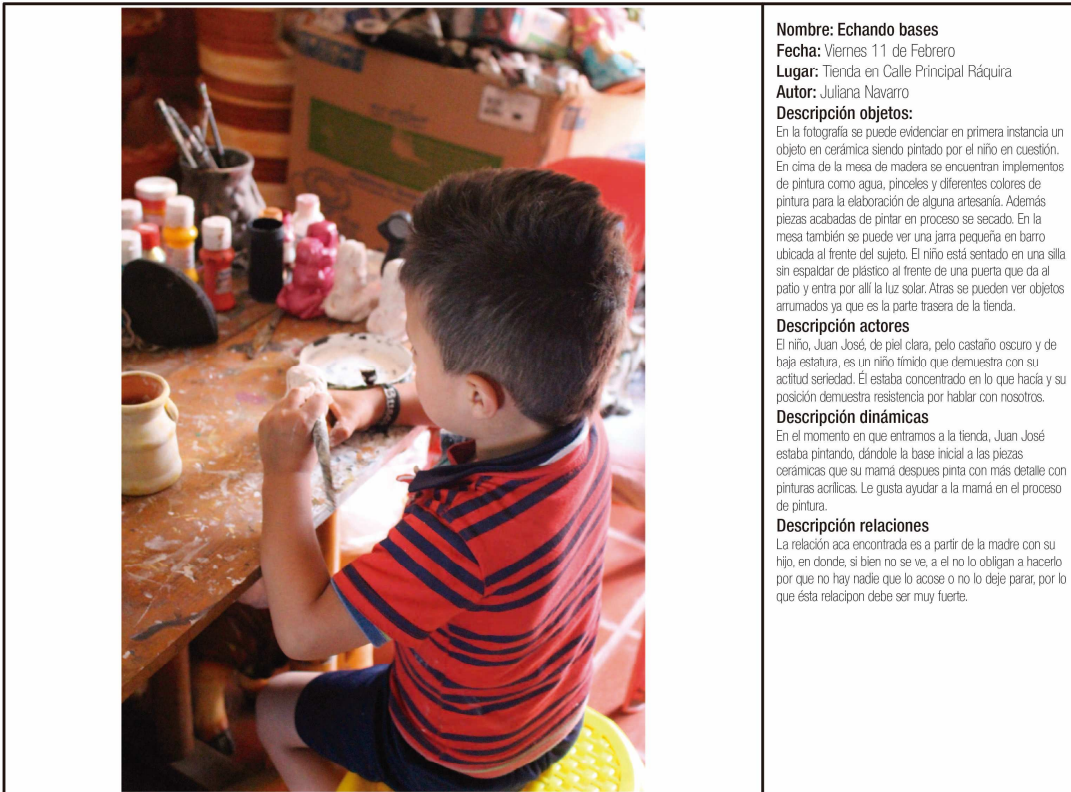 Nombre: Echando bases
Fecha: Viernes 11 de Febrero
Lugar: Tienda en Calle Principal Ráquira
Autor: Juliana Navarro
Descripción objetos:
En la fotografía se puede evidenciar en primera instancia un
objeto en cerámica siendo pintado por el niño en cuestión.
En cima de la mesa de madera se encuentran implementos
de pintura como agua, pinceles y diferentes colores de
pintura para la elaboración de alguna artesanía. Además
piezas acabadas de pintar en proceso se secado. En la
mesa también se puede ver una jarra pequeña en barro
ubicada al frente del sujeto. El niño está sentado en una silla
sin espaldar de plástico al frente de una puerta que da al
patio y entra por allí la luz solar. Atras se pueden ver objetos
arrumados ya que es la parte trasera de la tienda.
Descripción actores
El niño, Juan José, de piel clara, pelo castaño oscuro y de
baja estatura, es un niño tímido que demuestra con su
actitud seriedad. Él estaba concentrado en lo que hacía y su
posición demuestra resistencia por hablar con nosotros.
Descripción dinámicas
En el momento en que entramos a la tienda, Juan José
estaba pintando, dándole la base inicial a las piezas
cerámicas que su mamá despues pinta con más detalle con
pinturas acrílicas. Le gusta ayudar a la mamá en el proceso
de pintura.
Descripción relaciones
La relación aca encontrada es a partir de la madre con su
hijo, en donde, si bien no se ve, a el no lo obligan a hacerlo
por que no hay nadie que lo acose o no lo deje parar, por lo
que ésta relacipon debe ser muy fuerte.